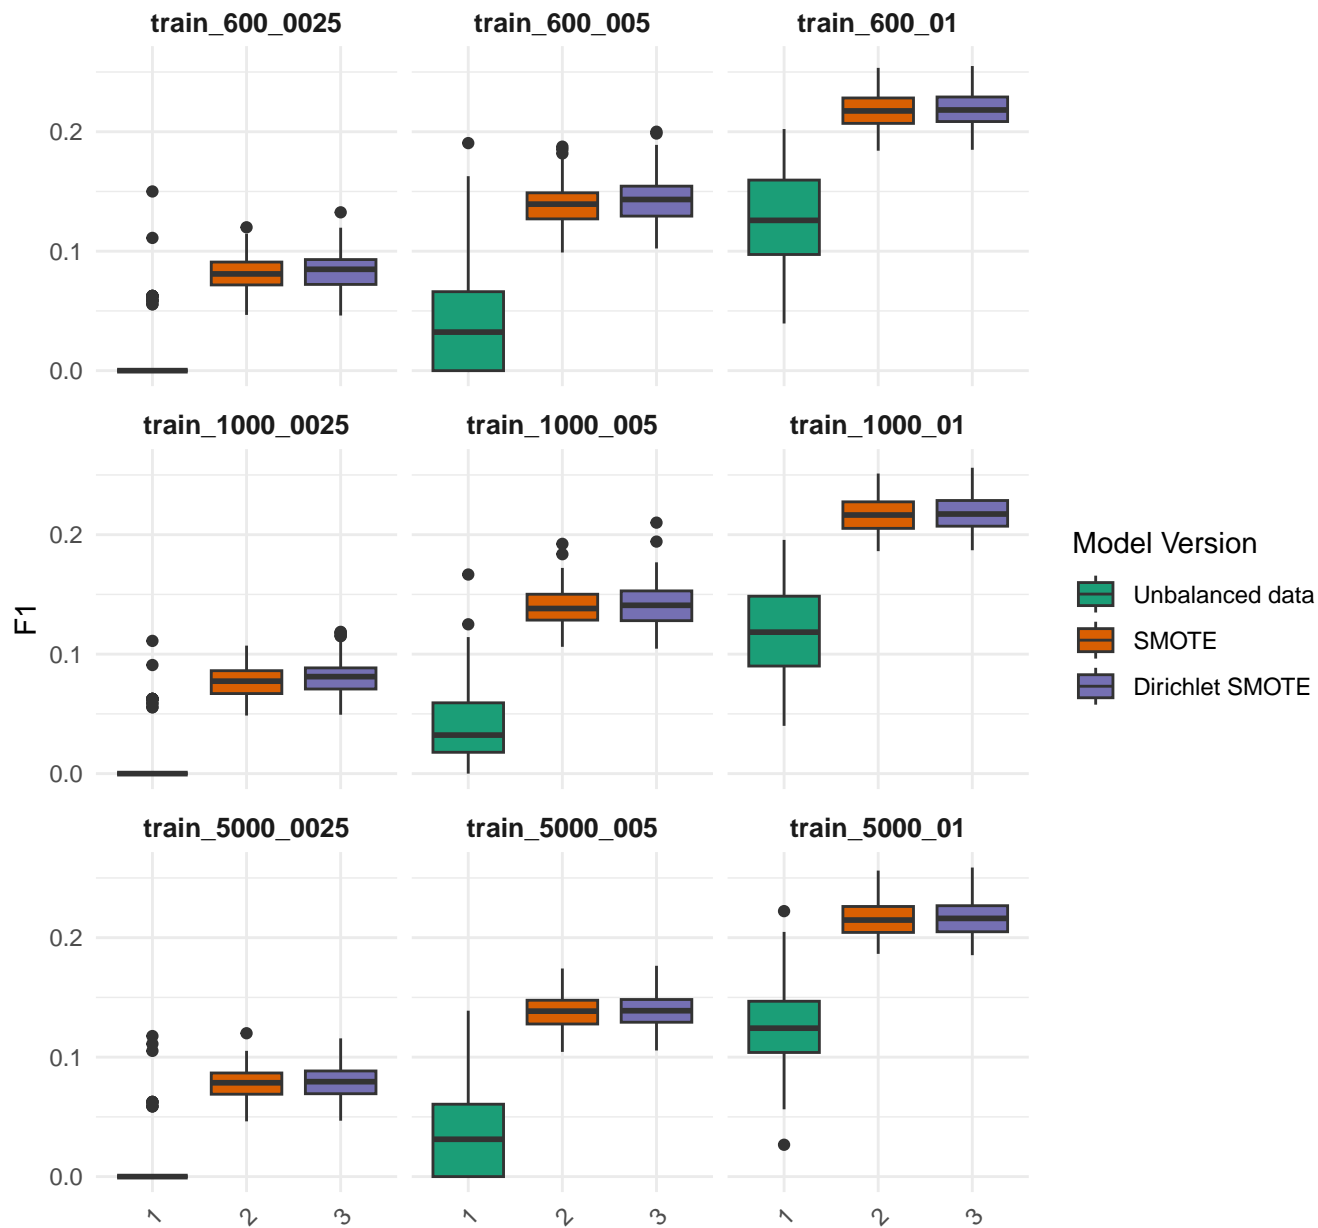 train_600_0025 train_600_005 train_600_01
0.2
0.1
0.0
train_1000_0025 train_1000_005 train_1000_01
0.2
0.1
0.0
train_5000_0025 train_5000_005 train_5000_01
0.2
0.1
0.0
1 2 3 1 2 3 1 2 3
F1
Model Version
Unbalanced data
SMOTE
Dirichlet SMOTE